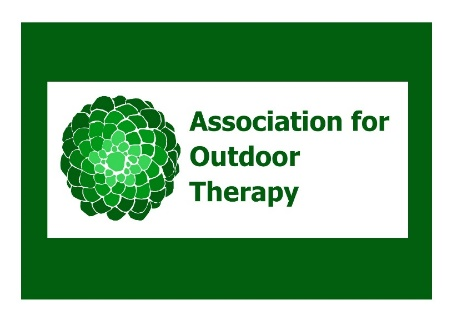 Association for
Outdoor
Therapy